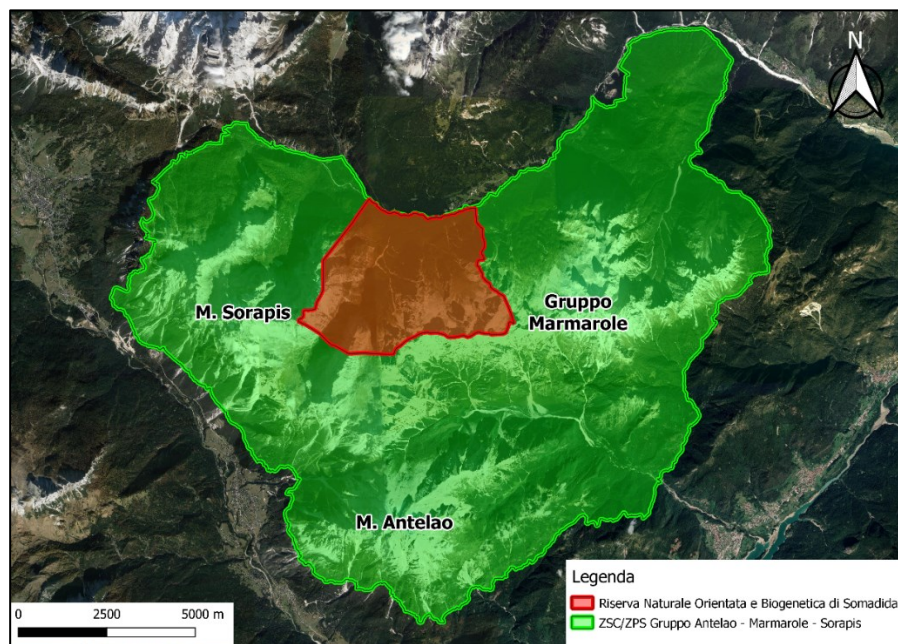 N
M. Sorapis
Gruppo
Marmarole
M. Antelao
Legenda
Riserva Naturale Orientata e Biogenetica di Somadida
ZSC/ZPS Gruppo Antelao - Marmarole - Sorapis
0 2500 5000 m